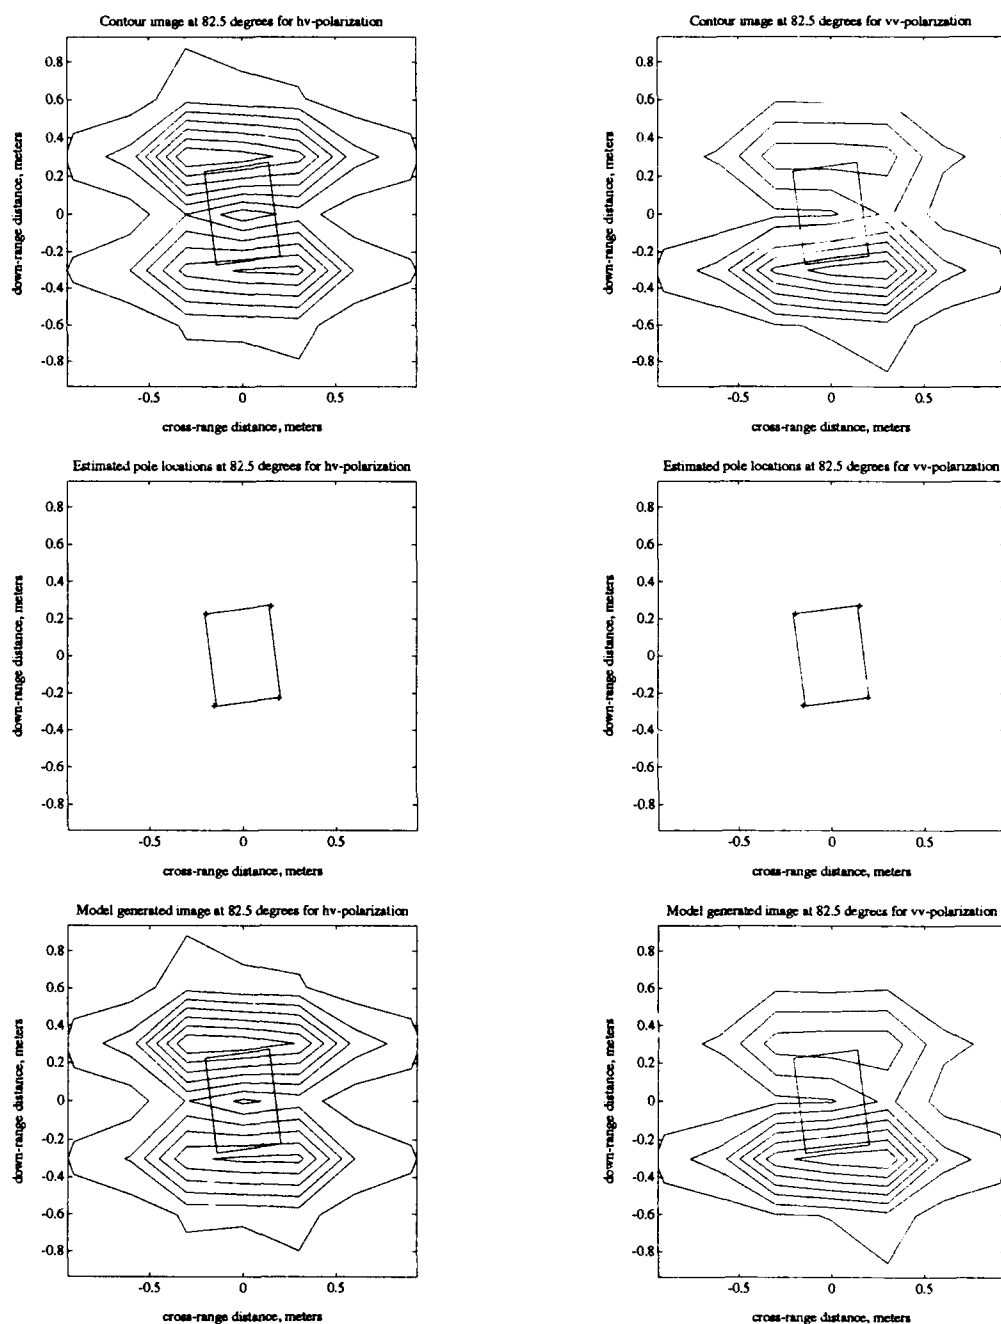 Contour image at 82.5 degrees for hv-polarization
0.8
0.6
0.4
0.2
0
-0.2
-0.4
-0.6
-0.8
down-range distance, meters
-0.5 0 0.5
cross-range distance, meters
Contour image at 82.5 degrees for vv-polarization
0.8
0.6
0.4
0.2
0
-0.2
-0.4
-0.6
-0.8
down-range distance, meters
-0.5 0 0.5
cross-range distance, meters
Estimated pole locations at 82.5 degrees for hv-polarization
0.8
0.6
0.4
0.2
0
-0.2
-0.4
-0.6
-0.8
down-range distance, meters
-0.5 0 0.5
cross-range distance, meters
Estimated pole locations at 82.5 degrees for vv-polarization
0.8
0.6
0.4
0.2
0
-0.2
-0.4
-0.6
-0.8
down-range distance, meters
-0.5 0 0.5
cross-range distance, meters
Model generated image at 82.5 degrees for hv-polarization
0.8
0.6
0.4
0.2
0
-0.2
-0.4
-0.6
-0.8
down-range distance, meters
-0.5 0 0.5
cross-range distance, meters
Model generated image at 82.5 degrees for vv-polarization
0.8
0.6
0.4
0.2
0
-0.2
-0.4
-0.6
-0.8
down-range distance, meters
-0.5 0 0.5
cross-range distance, meters